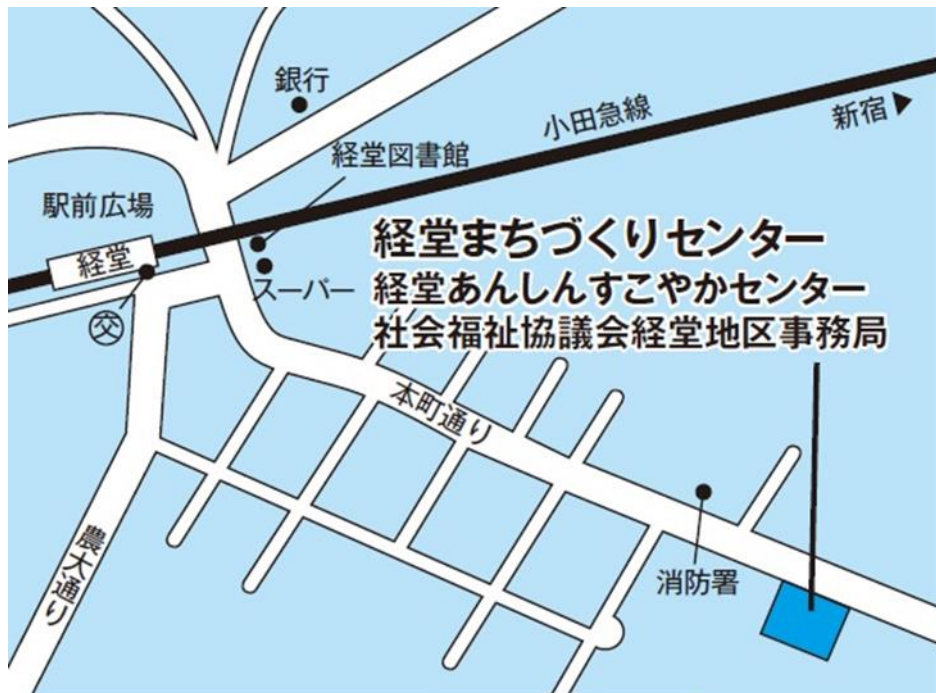 銀行
小田急線
新宿
経堂図書館
駅前広場
経堂まちづくりセンター
経堂
スーパー
経堂あんしんすこやかセンター
交
社会福祉協議会経堂地区事務局
本町通り
農大通り
消防署